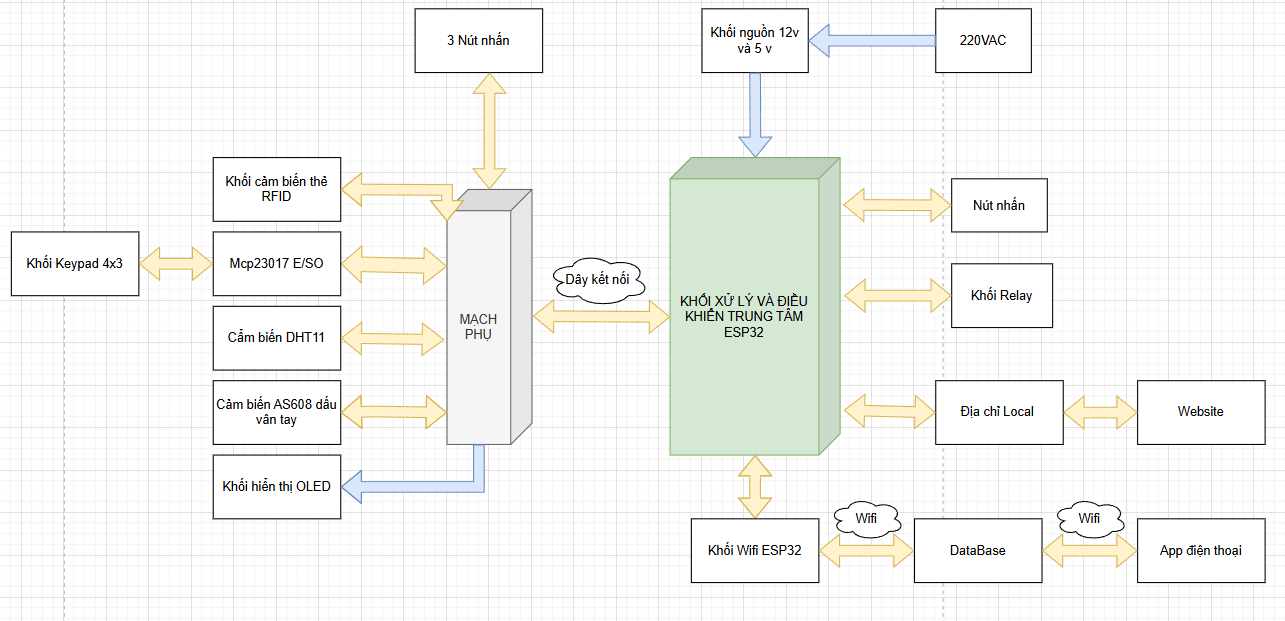 3 Nút nhấn
Khối nguồn 12v
và 5 v
220VAC
Khối cảm biến thẻ
RFID
Nút nhấn
Khối Keypad 4x3
Mcp23017 E/SO
Dây kết nối
Khối Relay
KHỐI XỬ LÝ VÀ ĐIỀU
KHIỂN TRUNG TÂM
ESP32
MẠCH
PHỤ
Cẩm biến DHT11
Cảm biến AS608 dấu
vân tay
Địa chỉ Local
Website
Khối hiển thị OLED
Wifi
Wifi
Khối Wifi ESP32
DataBase
App điện thoại